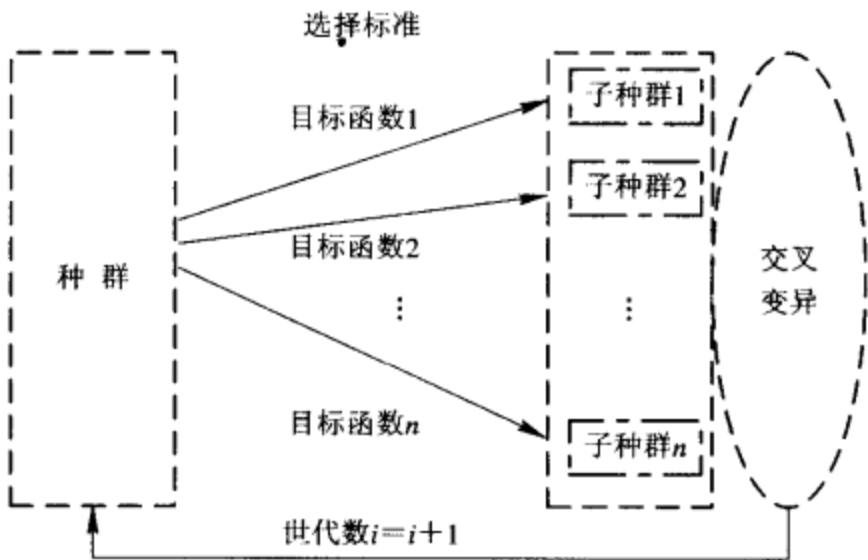 选择标准
目标函数1
子种群1
子种群2
目标函数2
种 群
⋮
⋮
交叉
变异
目标函数n
子种群n
世代数i=i+1